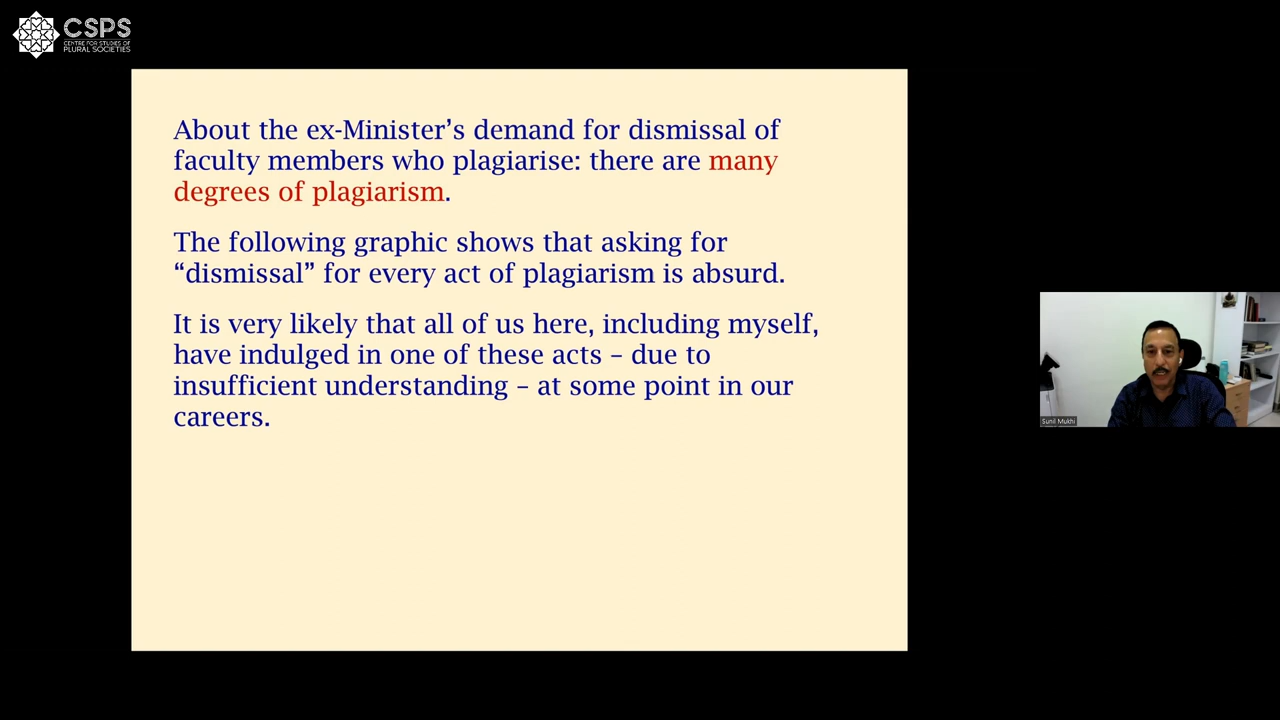 CSPS
CENTRE FOR STUDIES OF
PLURAL SOCIETIES
About the ex-Minister’s demand for dismissal of
faculty members who plagiarise: there are many
degrees of plagiarism.
The following graphic shows that asking for
“dismissal” for every act of plagiarism is absurd.
It is very likely that all of us here, including myself,
have indulged in one of these acts – due to
insufficient understanding – at some point in our
careers.
Sunil Mukhi